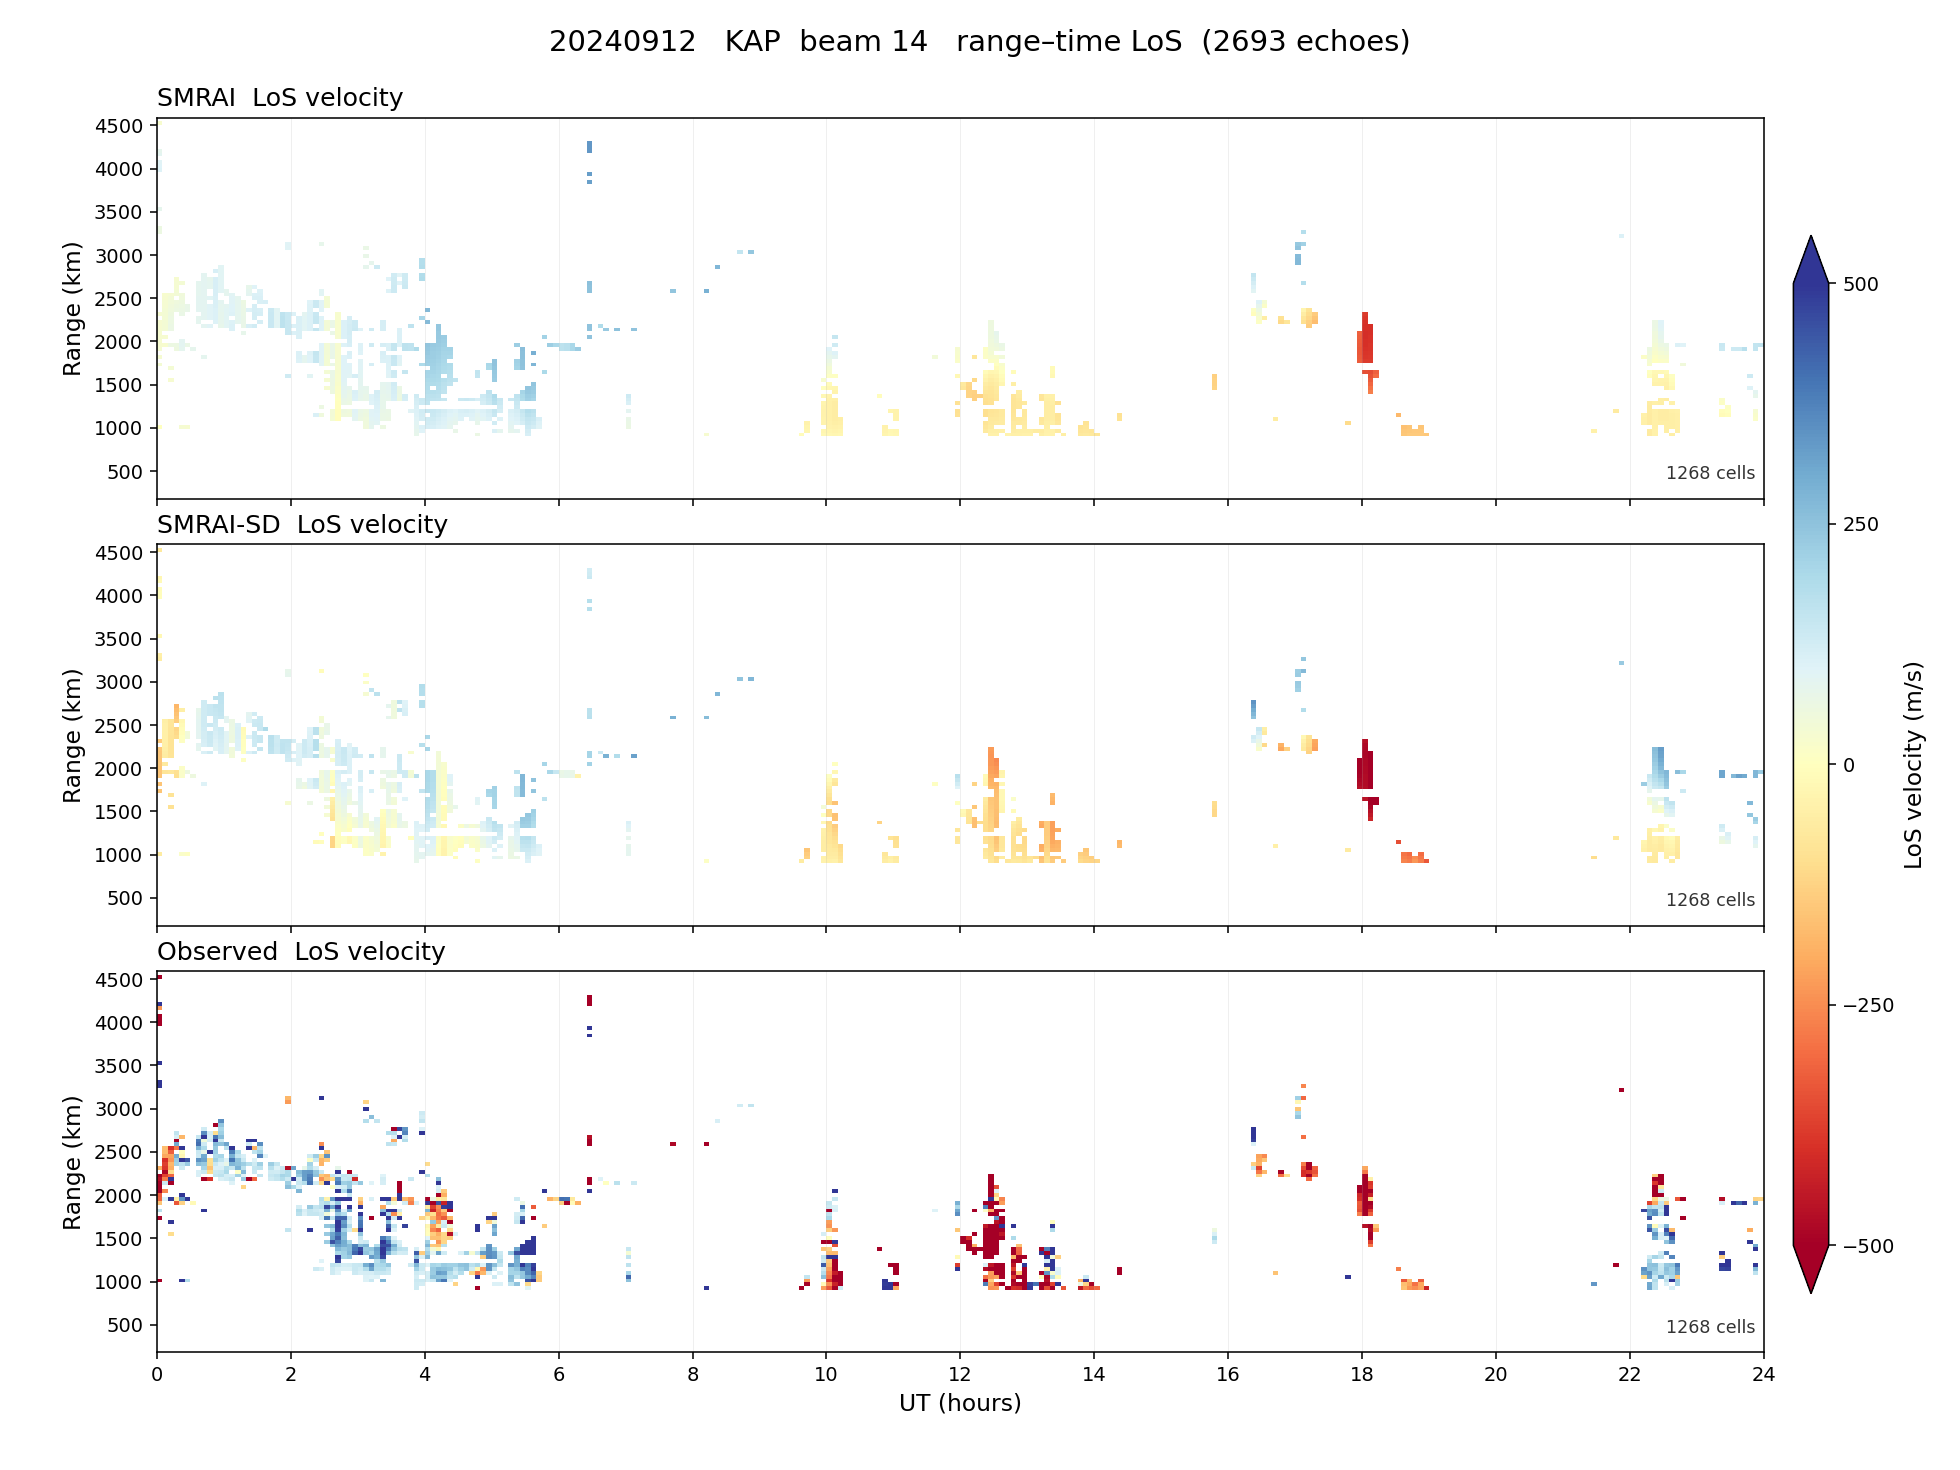 20240912 KAP beam 14 range–time LoS (2693 echoes)
SMRAI LoS velocity
4500
4000
3500
3000
2500
2000
1500
1000
500
Range (km)
1268 cells
SMRAI-SD LoS velocity
4500
4000
3500
3000
2500
2000
1500
1000
500
Range (km)
1268 cells
Observed LoS velocity
4500
4000
3500
3000
2500
2000
1500
1000
500
Range (km)
1268 cells
0 2 4 6 8 10 12 14 16 18 20 22 24
UT (hours)
500
250
0
−250
−500
LoS velocity (m/s)